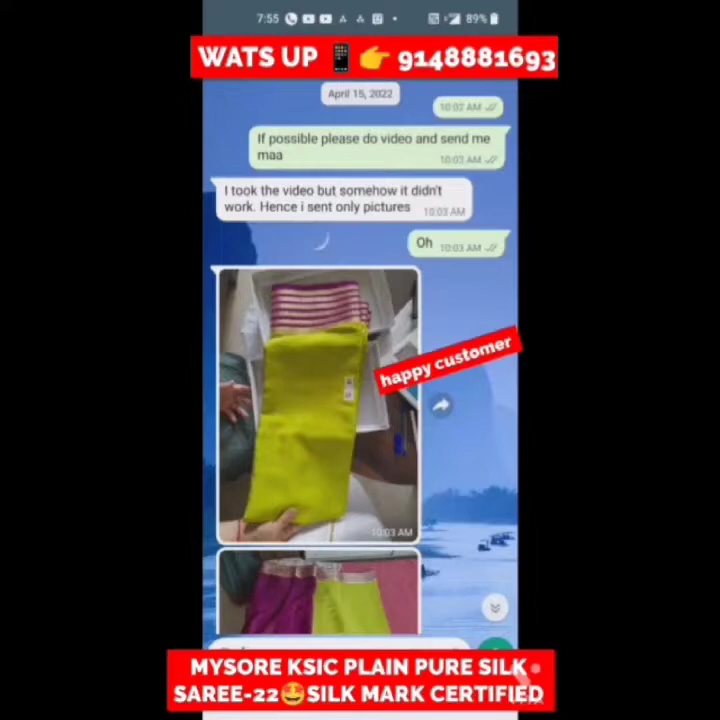 7:55
89%
WATS UP 📱 👉 9148881693
April 15, 2022
10:02 AM
If possible please do video and send me
maa
10:03 AM
I took the video but somehow it didn't
work. Hence i sent only pictures
10:03 AM
Oh
10:03 AM
happy customer
10:03 AM
MYSORE KSIC PLAIN PURE SILK
SAREE-22🤩SILK MARK CERTIFIED